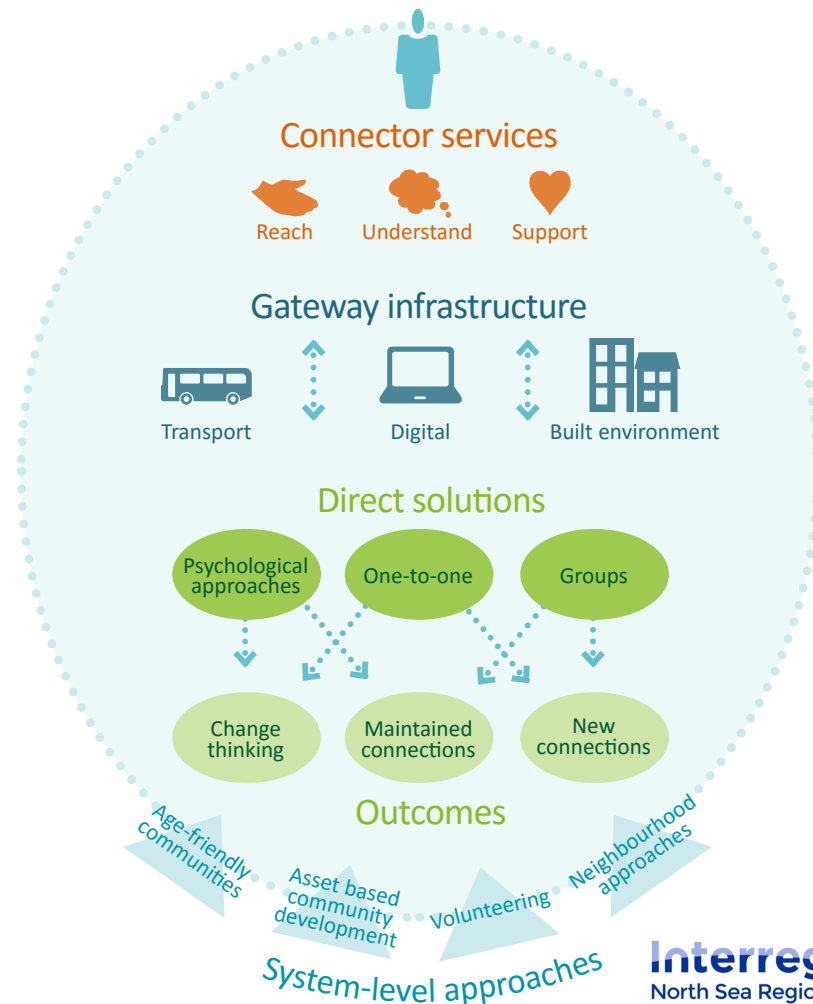 Connector services
Reach
Understand
Support
Gateway infrastructure
Transport
Digital
Built environment
Direct solutions
Psychological
approaches
One-to-one
Groups
Change
thinking
Maintained
connections
New
connections
Outcomes
Age-friendly
communities
Asset based
community
development
Volunteering
Neighbourhood
approaches
System-level approaches
Interreg
North Sea Regio